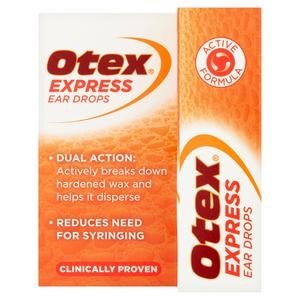 Otex®
EXPRESS
EAR DROPS
• DUAL ACTION:
Actively breaks down
hardened wax and
helps it disperse
• REDUCES NEED
FOR SYRINGING
CLINICALLY PROVEN
ACTIVE
FORMULA
Otex®
EXPRESS
EAR DROPS